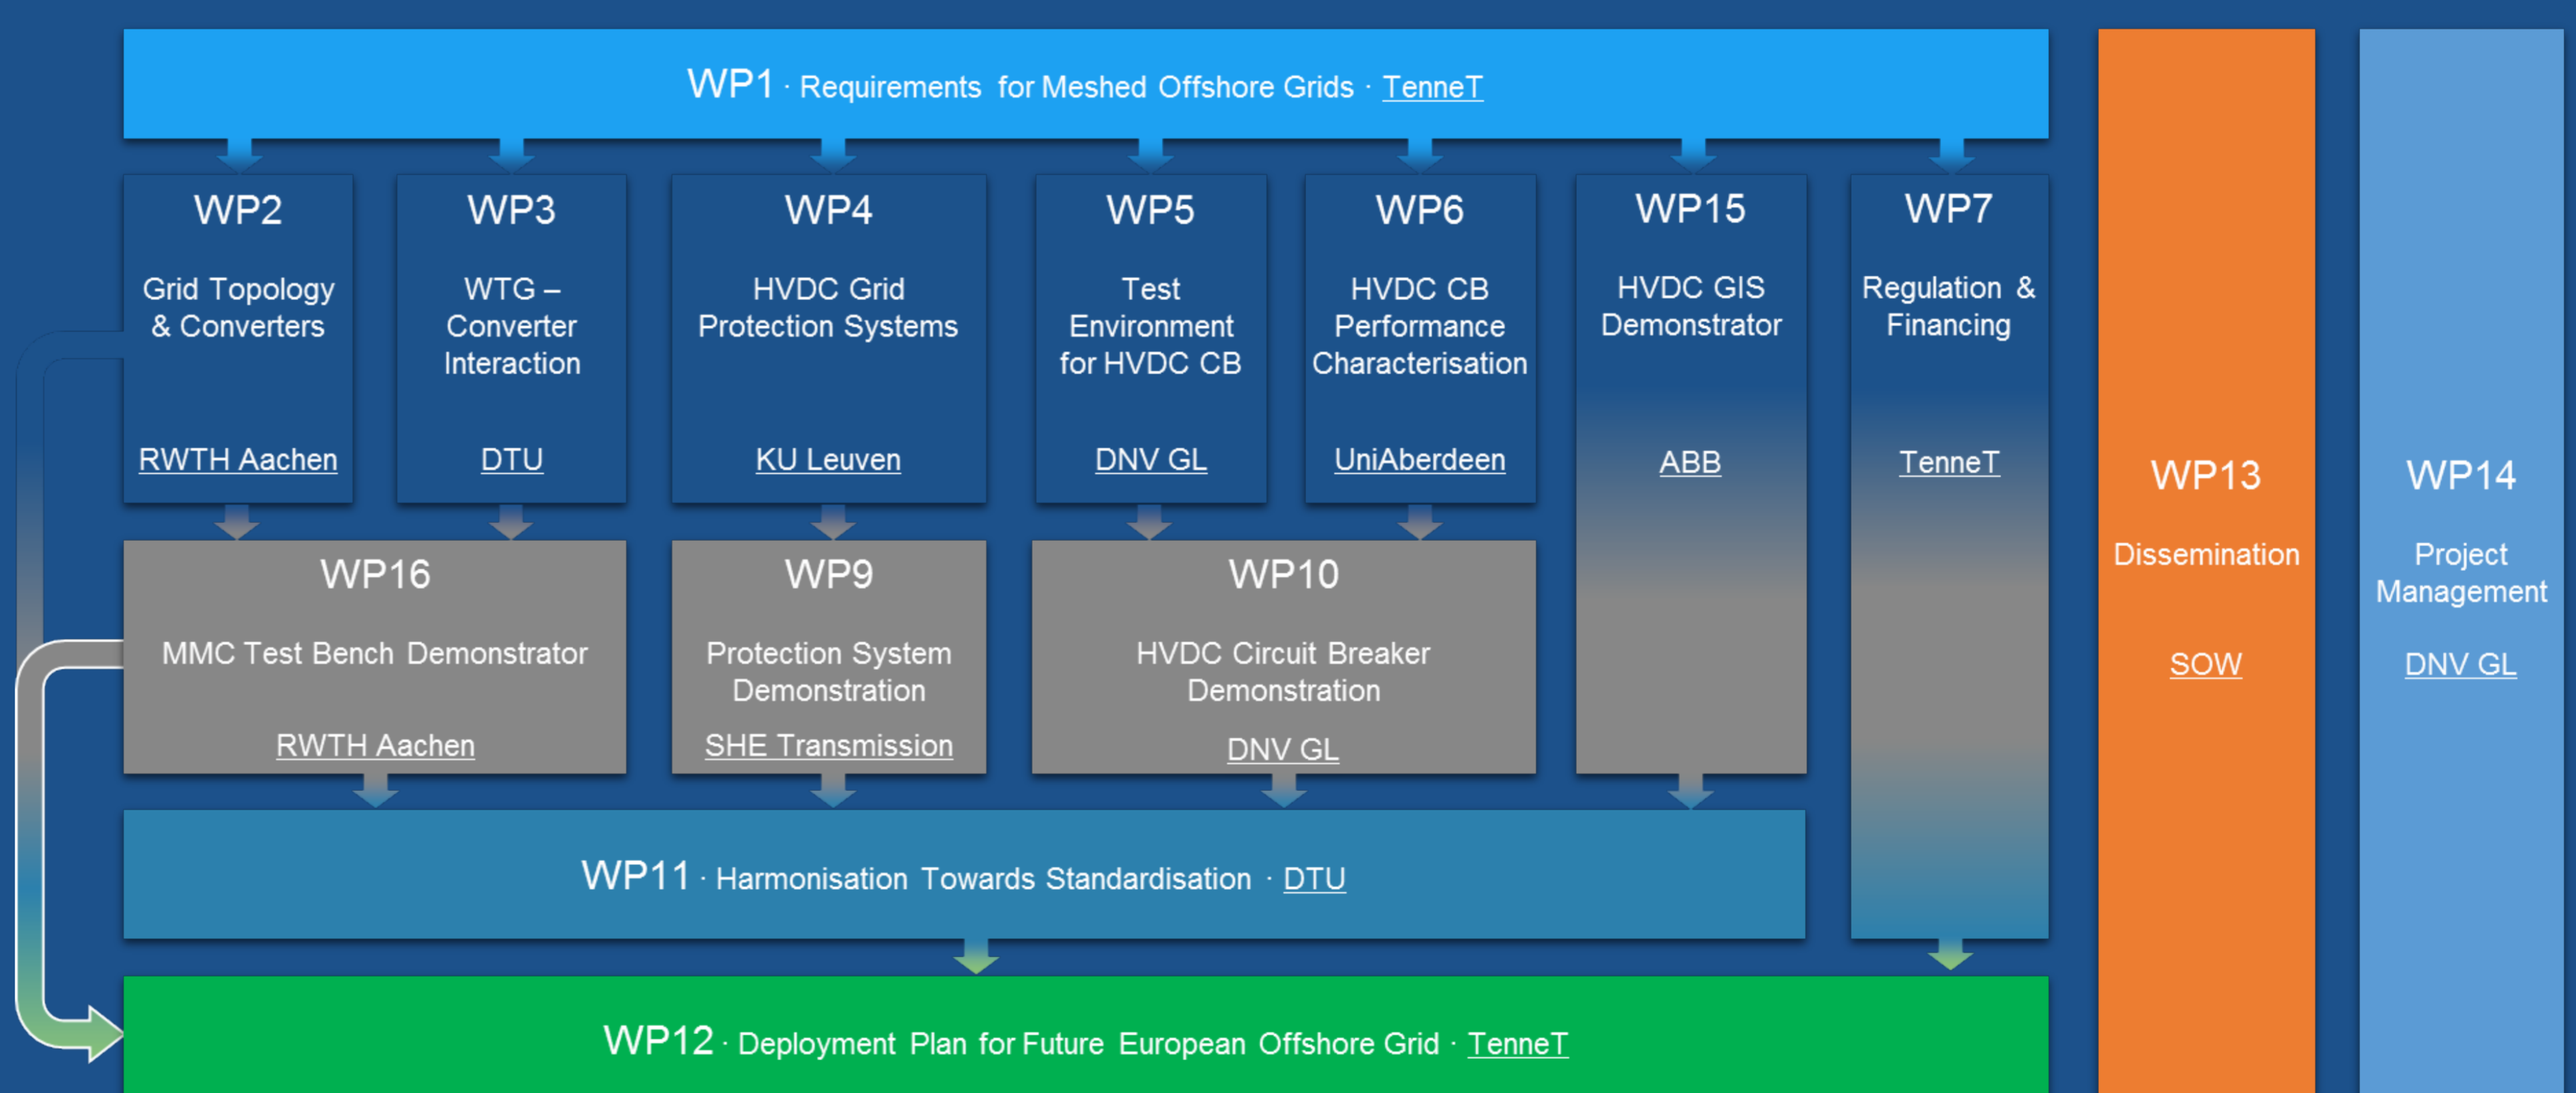 WP1 · Requirements for Meshed Offshore Grids · TenneT
WP2
Grid Topology
& Converters
RWTH Aachen
WP3
WTG –
Converter
Interaction
DTU
WP4
HVDC Grid
Protection Systems
KU Leuven
WP5
Test
Environment
for HVDC CB
DNV GL
WP6
HVDC CB
Performance
Characterisation
UniAberdeen
WP15
HVDC GIS
Demonstrator
ABB
WP7
Regulation &
Financing
TenneT
WP16
MMC Test Bench Demonstrator
RWTH Aachen
WP9
Protection System
Demonstration
SHE Transmission
WP10
HVDC Circuit Breaker
Demonstration
DNV GL
WP11 · Harmonisation Towards Standardisation · DTU
WP12 · Deployment Plan for Future European Offshore Grid · TenneT
WP13
Dissemination
SOW
WP14
Project
Management
DNV GL